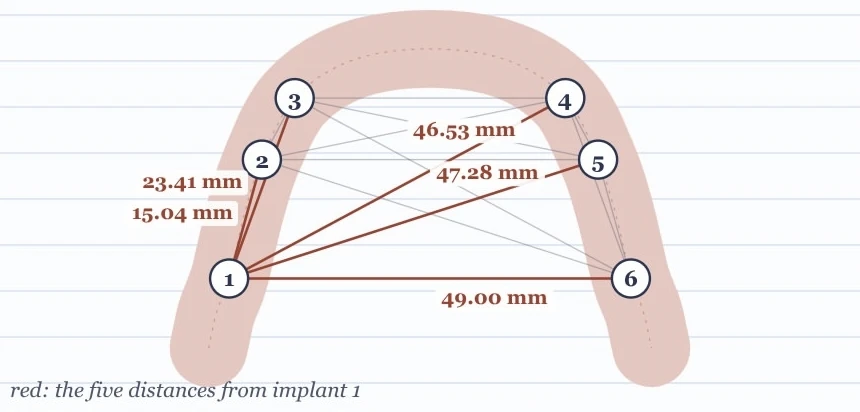 3
4
46.53 mm
2
5
47.28 mm
23.41 mm
15.04 mm
1
6
49.00 mm
red: the five distances from implant 1